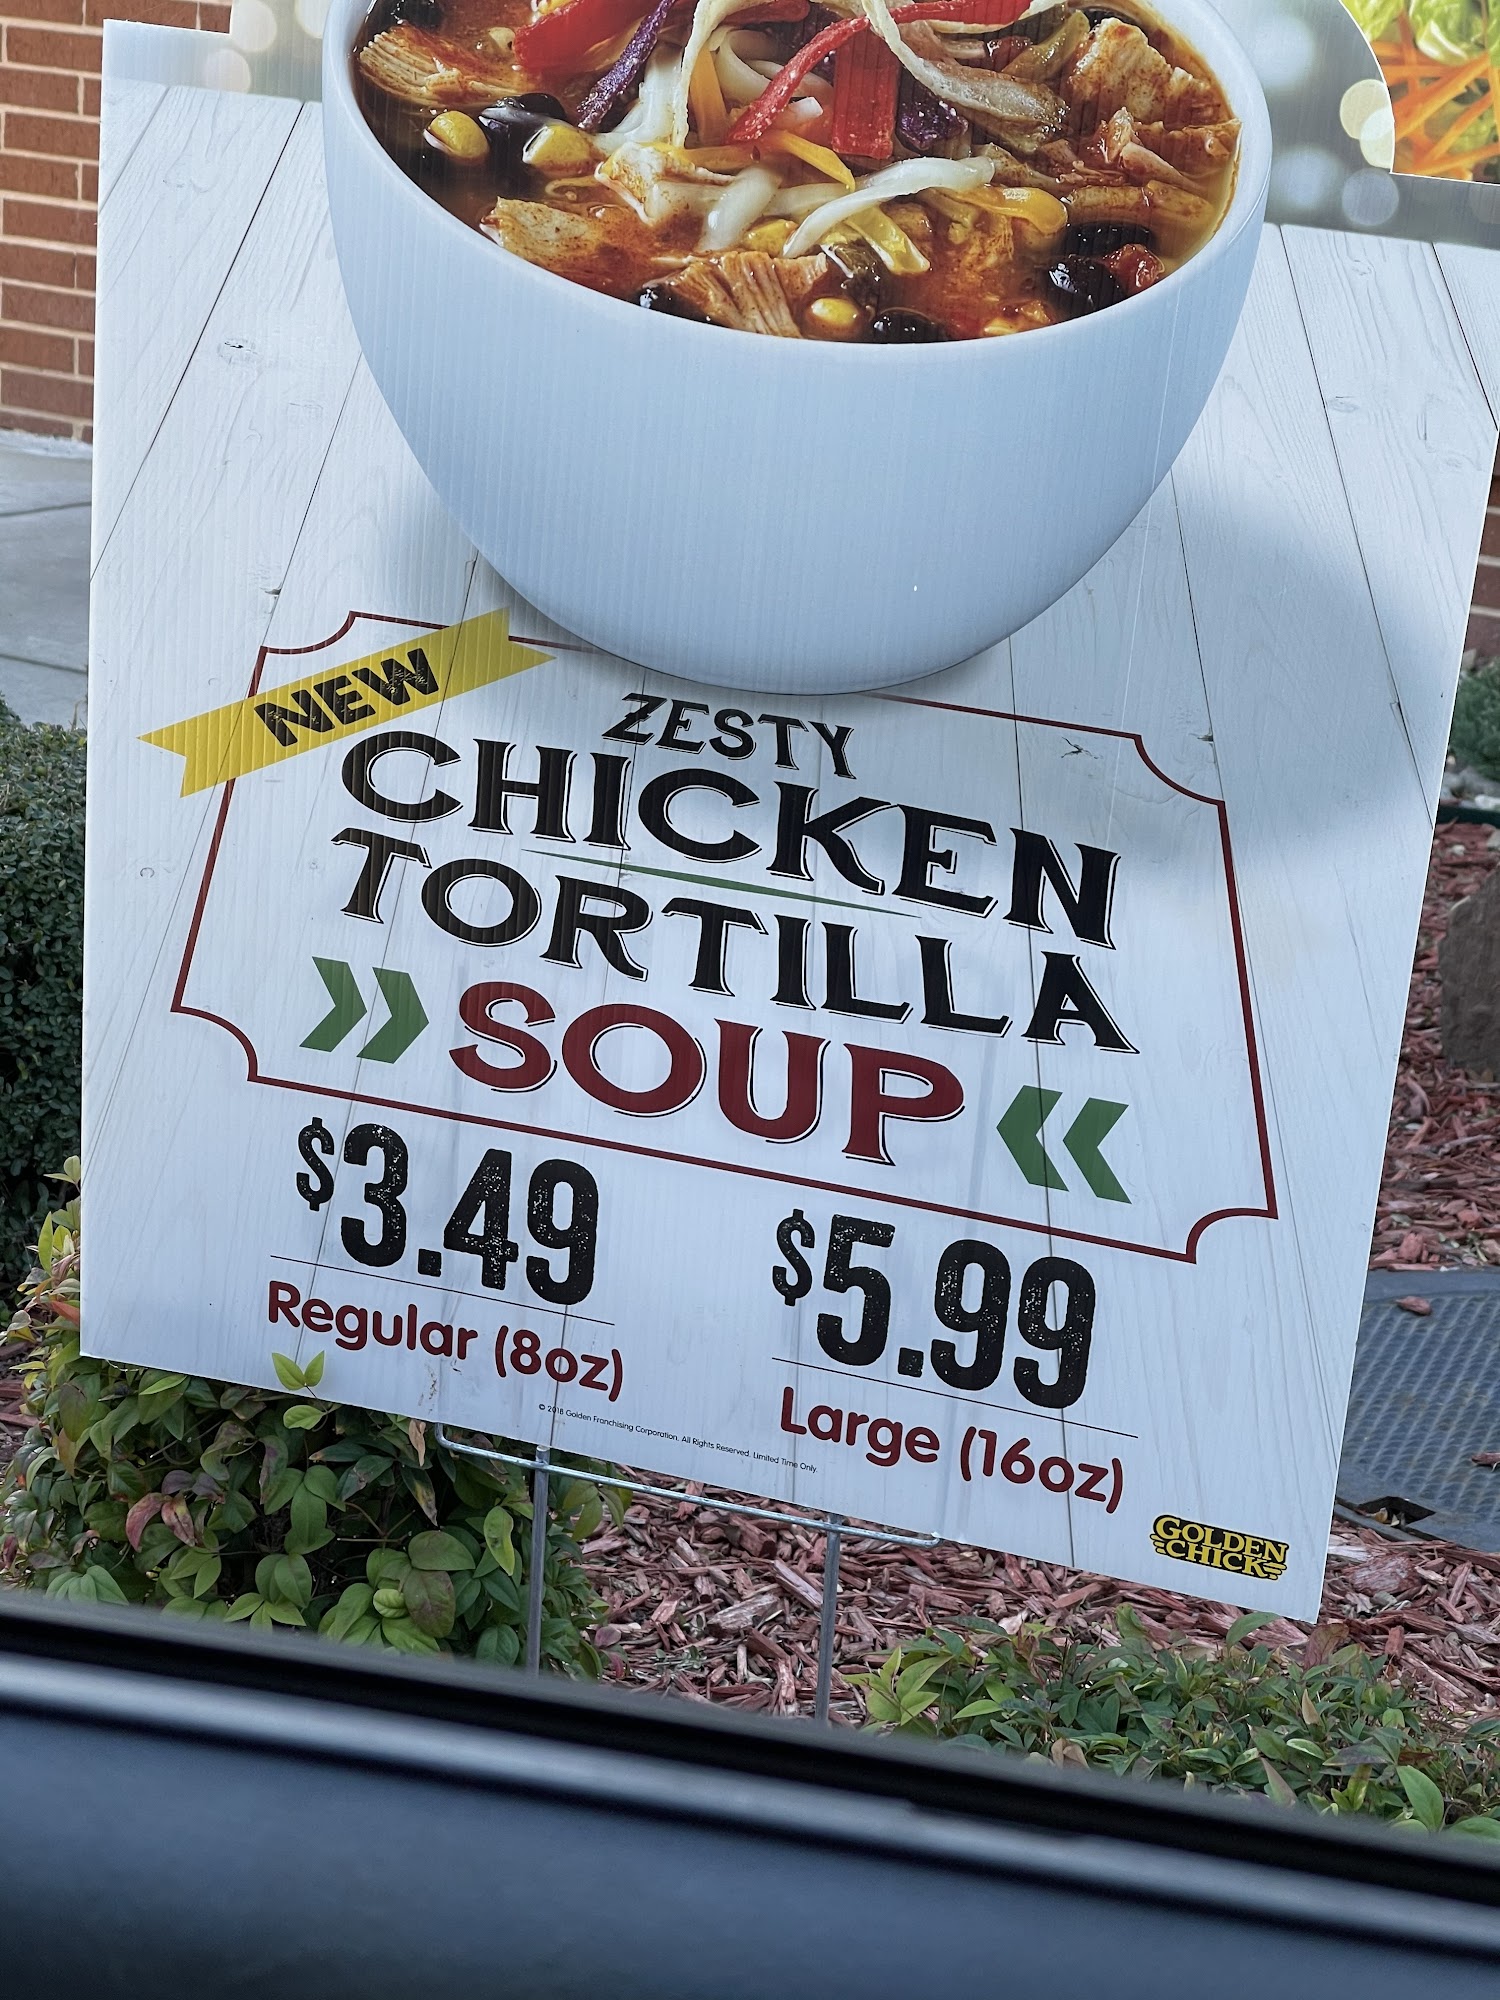 NEW
ZESTY
CHICKEN
TORTILLA
SOUP
$3.49
Regular (8oz)
$5.99
Large (16oz)
© 2018 Golden Franchising Corporation. All Rights Reserved. Limited Time Only.
GOLDEN
CHICK